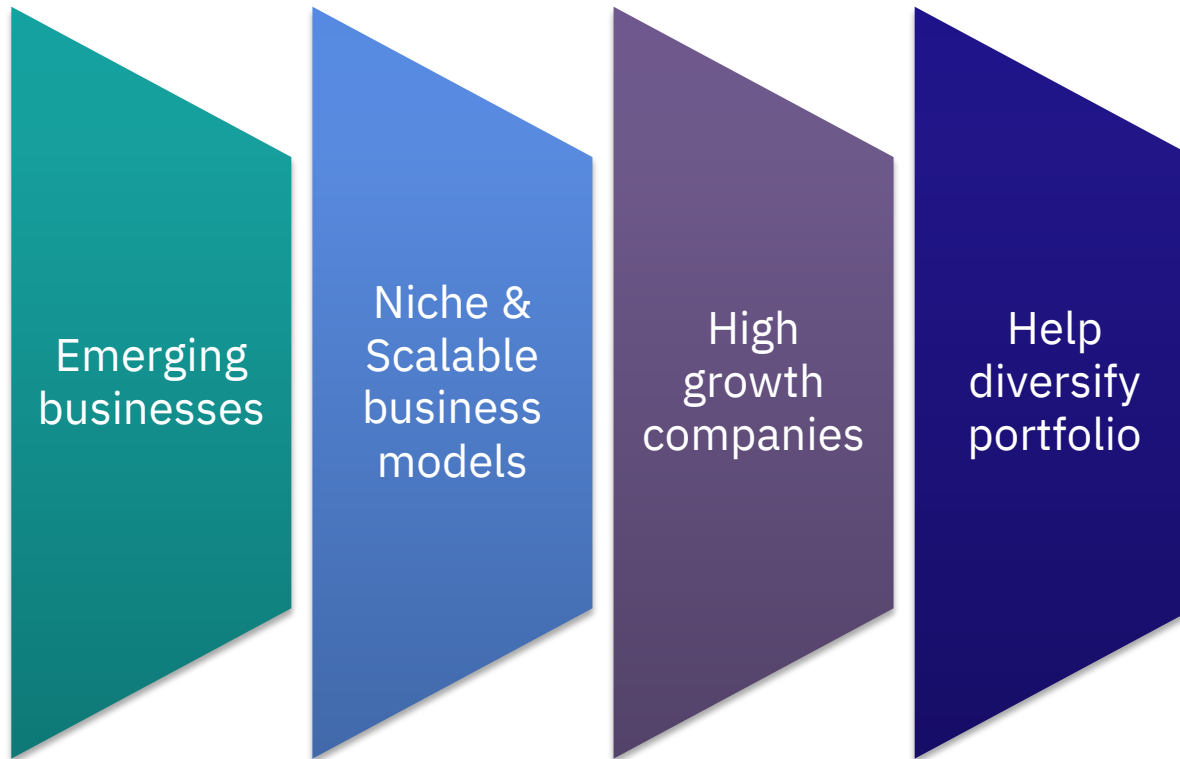 Emerging
businesses
Niche &
Scalable
business
models
High
growth
companies
Help
diversify
portfolio